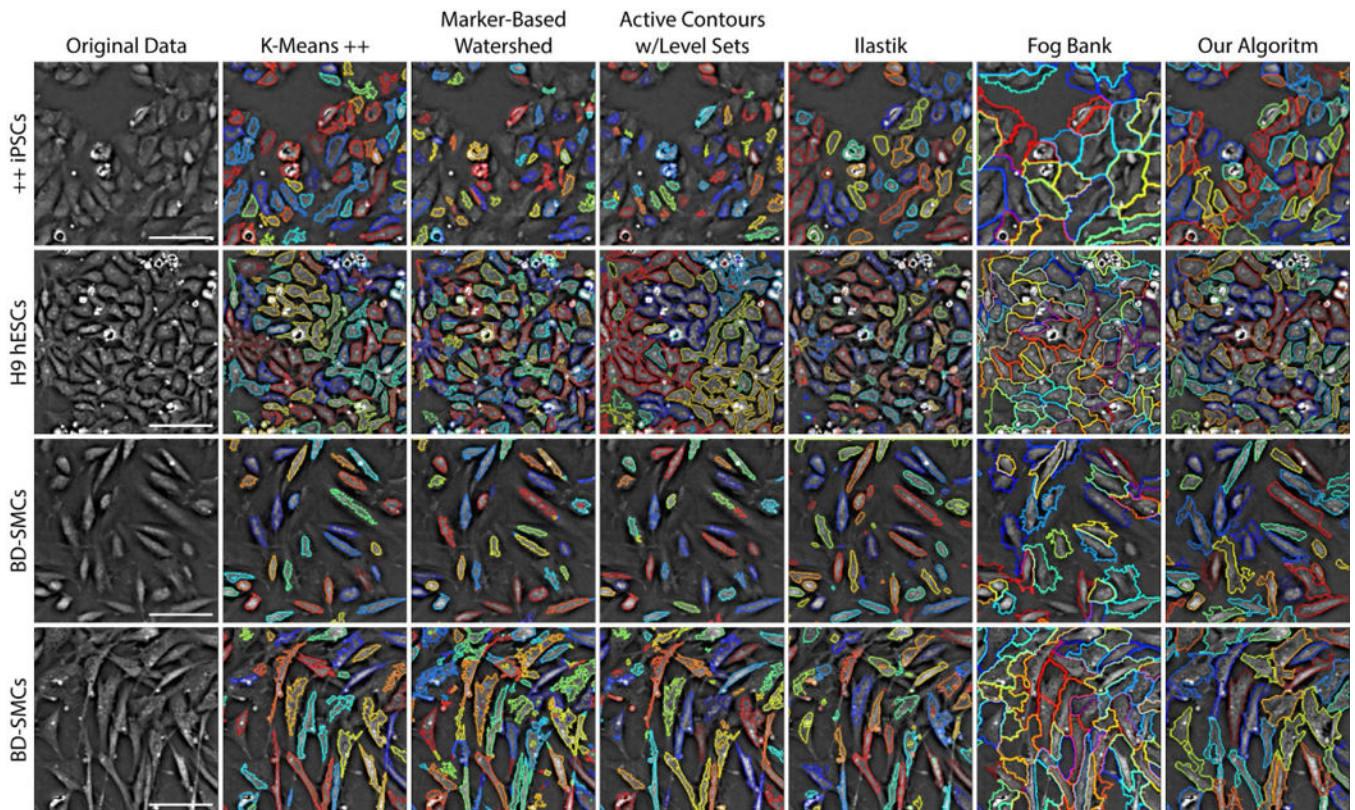 Original Data
K-Means ++
Marker-Based
Watershed
Active Contours
w/Level Sets
Ilastik
Fog Bank
Our Algoritm
++ iPSCs
H9 hESCs
BD-SMCs
BD-SMCs